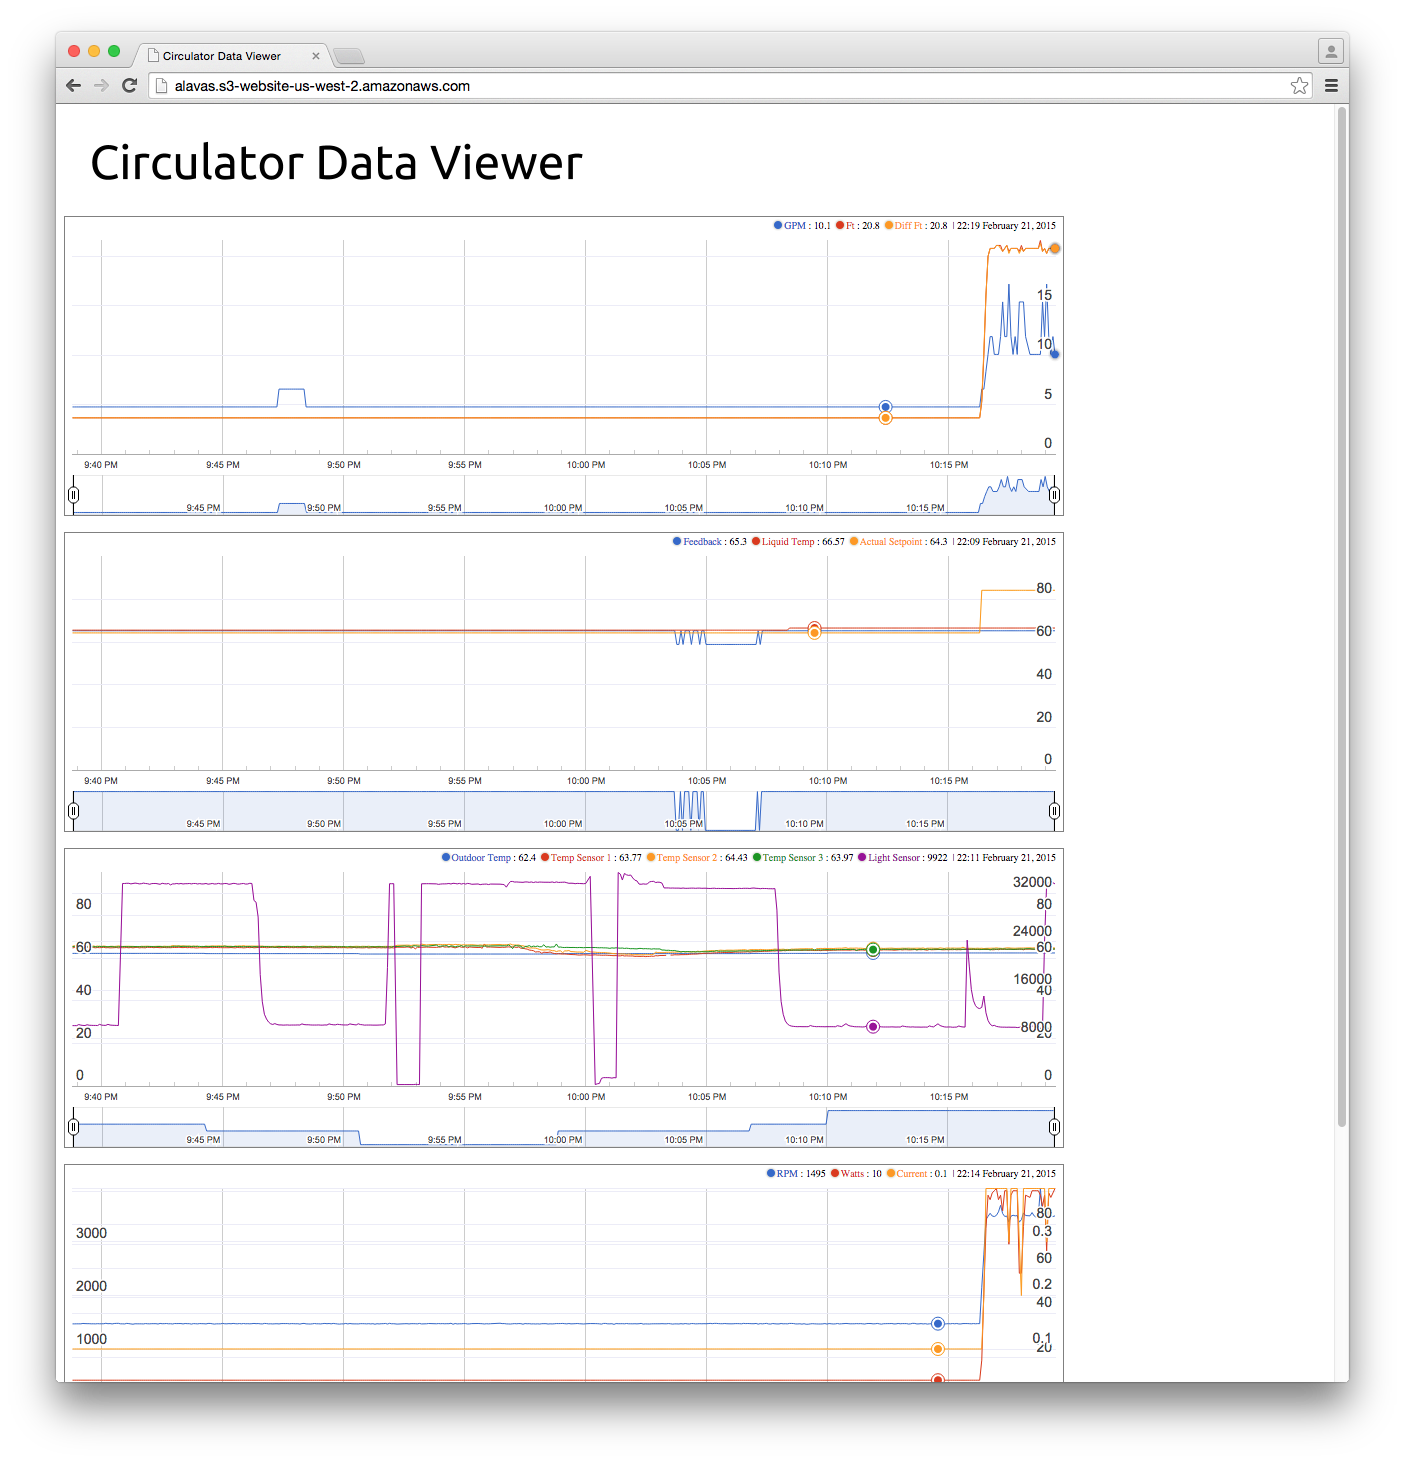 Circulator Data Viewer
alavas.s3-website-us-west-2.amazonaws.com
Circulator Data Viewer
GPM : 10.1 Ft : 20.8 Diff Ft : 20.8 | 22:19 February 21, 2015
15
10
5
0
9:40 PM 9:45 PM 9:50 PM 9:55 PM 10:00 PM 10:05 PM 10:10 PM 10:15 PM
9:45 PM 9:50 PM 9:55 PM 10:00 PM 10:05 PM 10:10 PM 10:15 PM
Feedback : 65.3 Liquid Temp : 66.57 Actual Setpoint : 64.3 | 22:09 February 21, 2015
80
60
40
20
0
9:40 PM 9:45 PM 9:50 PM 9:55 PM 10:00 PM 10:05 PM 10:10 PM 10:15 PM
9:45 PM 9:50 PM 9:55 PM 10:00 PM 10:05 PM 10:10 PM 10:15 PM
Outdoor Temp : 62.4 Temp Sensor 1 : 63.77 Temp Sensor 2 : 64.43 Temp Sensor 3 : 63.97 Light Sensor : 9922 | 22:11 February 21, 2015
32000
80 80
24000
60 60
16000
40 40
8000
20 20
0 0
9:40 PM 9:45 PM 9:50 PM 9:55 PM 10:00 PM 10:05 PM 10:10 PM 10:15 PM
9:45 PM 9:50 PM 9:55 PM 10:00 PM 10:05 PM 10:10 PM 10:15 PM
RPM : 1495 Watts : 10 Current : 0.1 | 22:14 February 21, 2015
80
3000 0.3
60
2000 0.2
40
1000 0.1
20